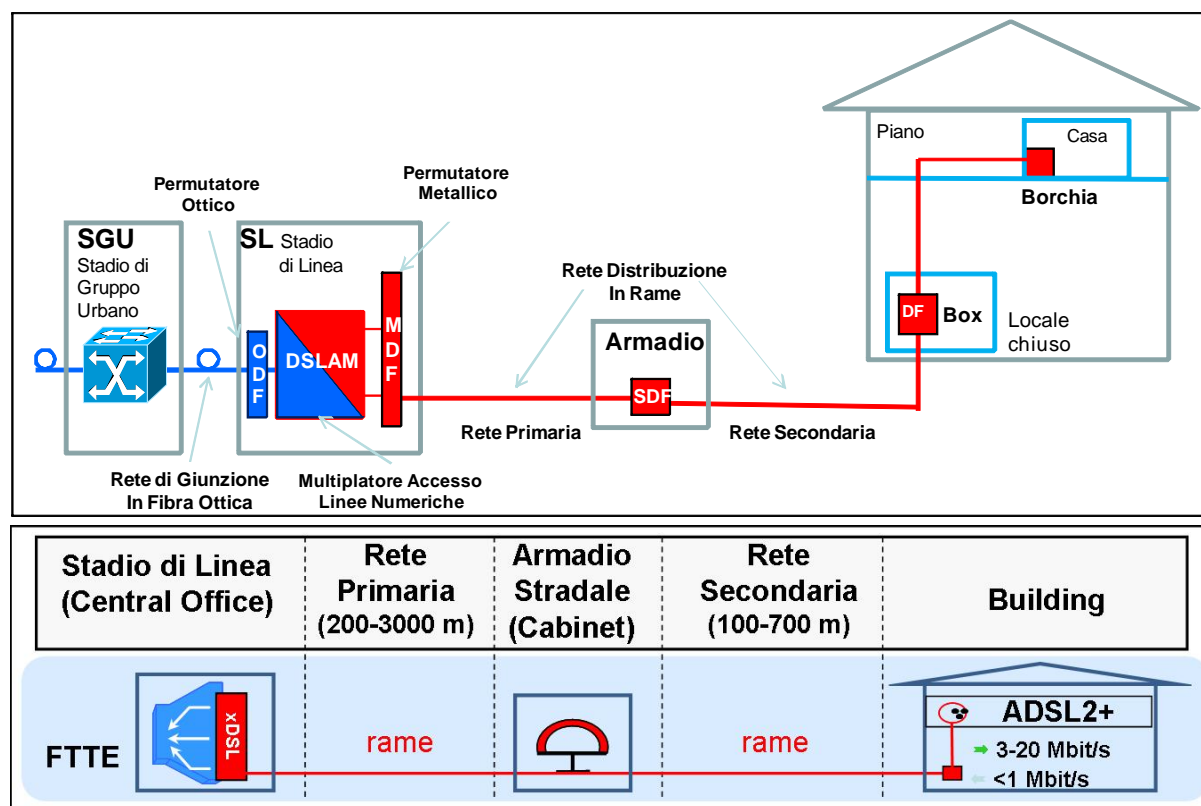 Piano
Casa
Borchia
Permutatore
Ottico
Permutatore
Metallico
SGU
Stadio di
Gruppo
Urbano
SL Stadio
di Linea
ODF
DSLAM
MDF
Rete Distribuzione
In Rame
Armadio
SDF
DF
Box
Locale
chiuso
Rete Primaria
Rete Secondaria
Rete di Giunzione
In Fibra Ottica
Multiplatore Accesso
Linee Numeriche
Stadio di Linea
(Central Office)
Rete
Primaria
(200-3000 m)
Armadio
Stradale
(Cabinet)
Rete
Secondaria
(100-700 m)
Building
FTTE
xDSL
rame
rame
ADSL2+
3-20 Mbit/s
<1 Mbit/s